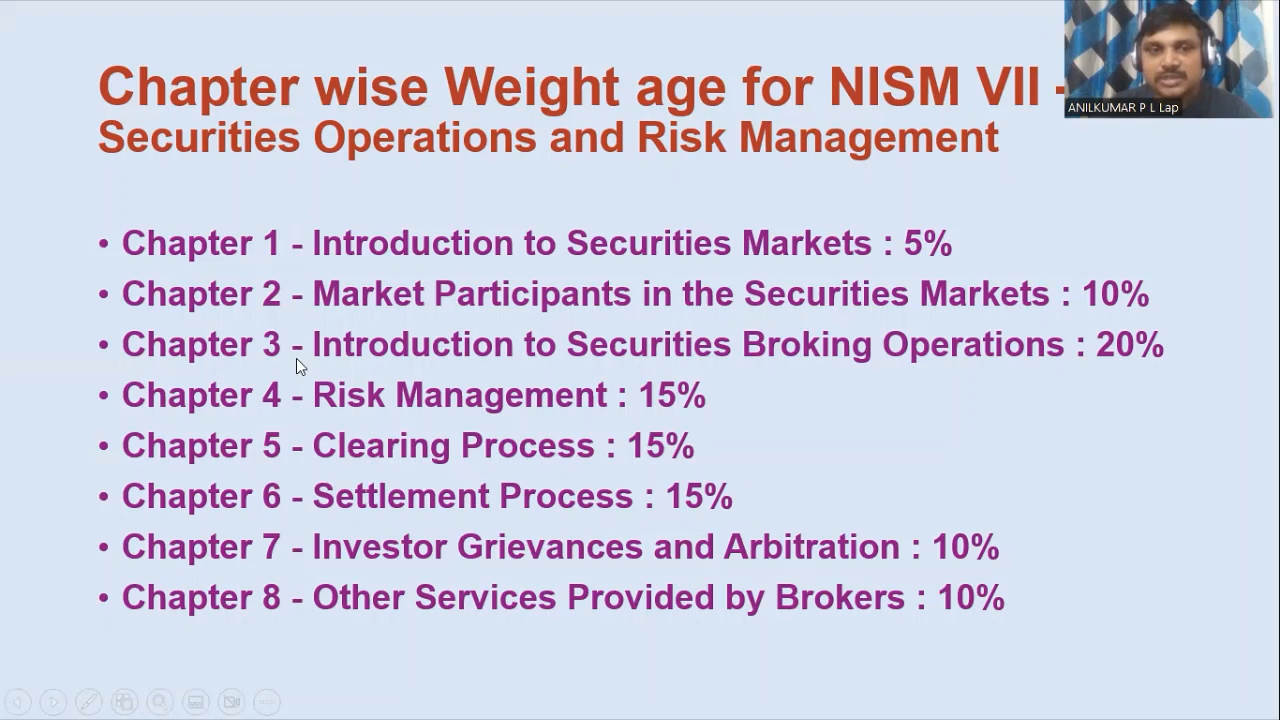 Chapter wise Weight age for NISM VII -
Securities Operations and Risk Management
ANILKUMAR P L Lap
• Chapter 1 - Introduction to Securities Markets : 5%
• Chapter 2 - Market Participants in the Securities Markets : 10%
• Chapter 3 - Introduction to Securities Broking Operations : 20%
• Chapter 4 - Risk Management : 15%
• Chapter 5 - Clearing Process : 15%
• Chapter 6 - Settlement Process : 15%
• Chapter 7 - Investor Grievances and Arbitration : 10%
• Chapter 8 - Other Services Provided by Brokers : 10%